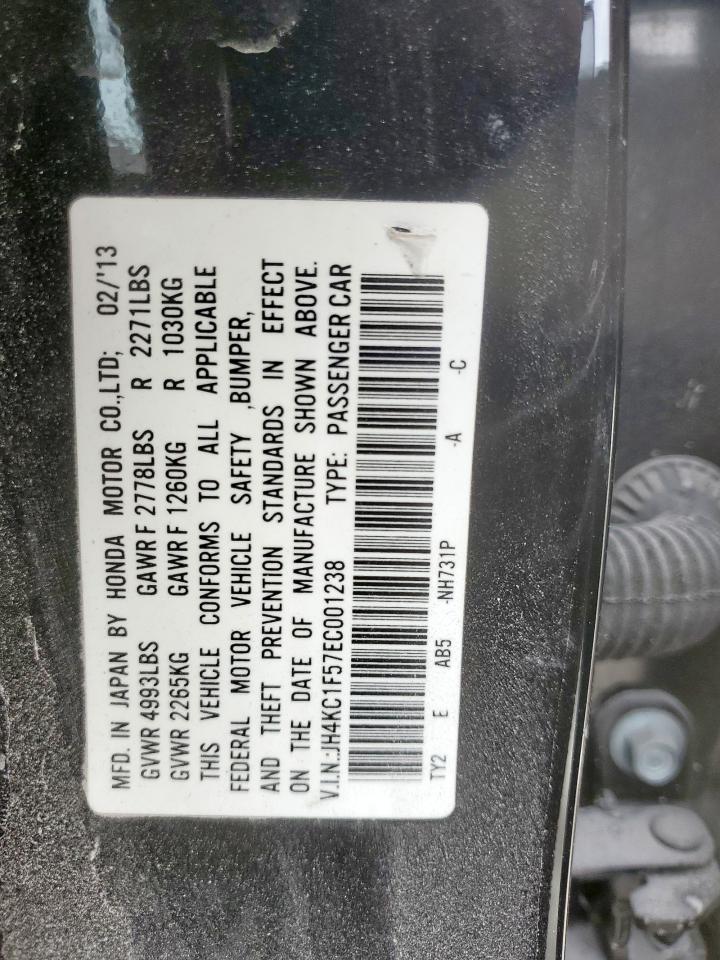 MFD. IN JAPAN BY HONDA MOTOR CO.,LTD; 02/'13
GVWR 4993LBS GAWR F 2778LBS R 2271LBS
GVWR 2265KG GAWR F 1260KG R 1030KG
THIS VEHICLE CONFORMS TO ALL APPLICABLE
FEDERAL MOTOR VEHICLE SAFETY ,BUMPER,
AND THEFT PREVENTION STANDARDS IN EFFECT
ON THE DATE OF MANUFACTURE SHOWN ABOVE.
V.I.N.:JH4KC1F57EC001238 TYPE: PASSENGER CAR
TY2 E AB5 -NH731P -A -C